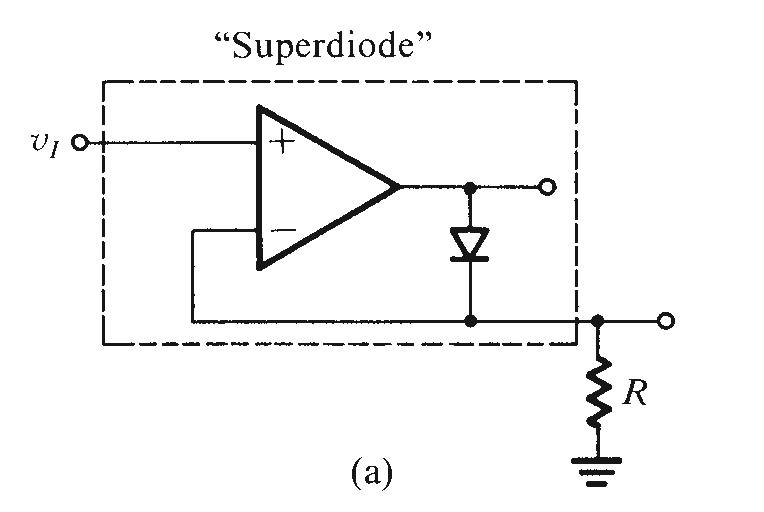 “Superdiode”
v_I
+
−
R
(a)